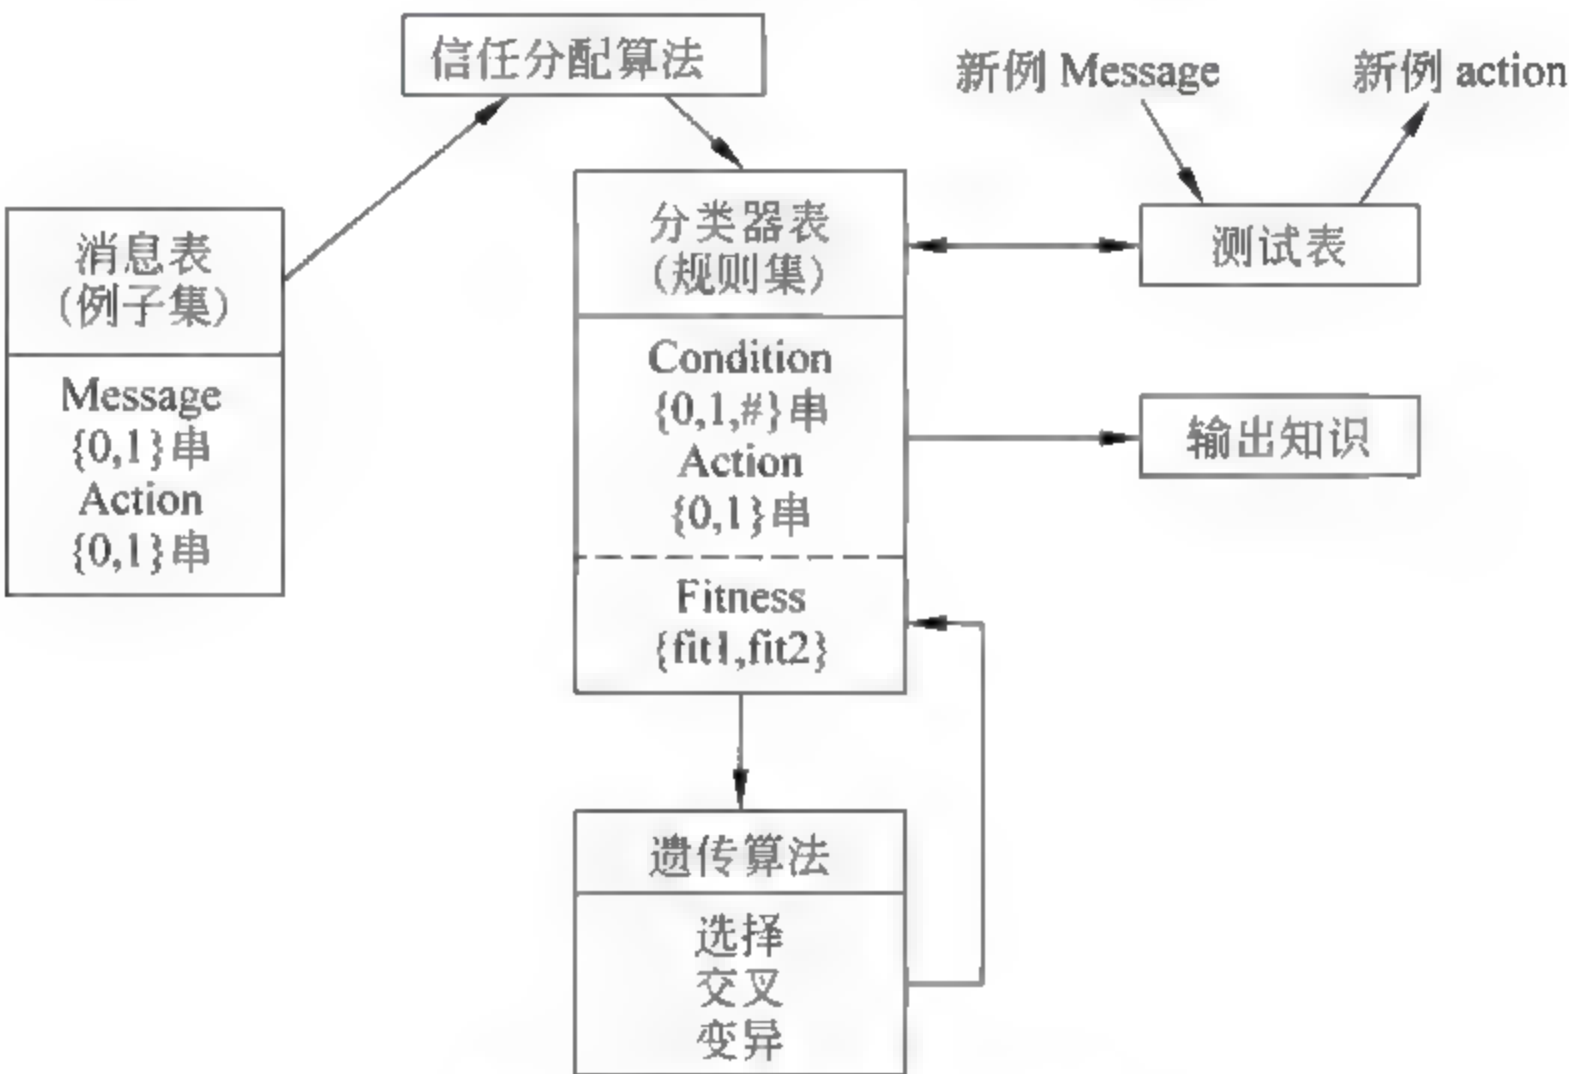 信任分配算法
新例 Message
新例 action
消息表
(例子集)
Message
{0,1}串
Action
{0,1}串
分类器表
(规则集)
Condition
{0,1,#}串
Action
{0,1}串
Fitness
{fit1,fit2}
测试表
输出知识
遗传算法
选择
交叉
变异